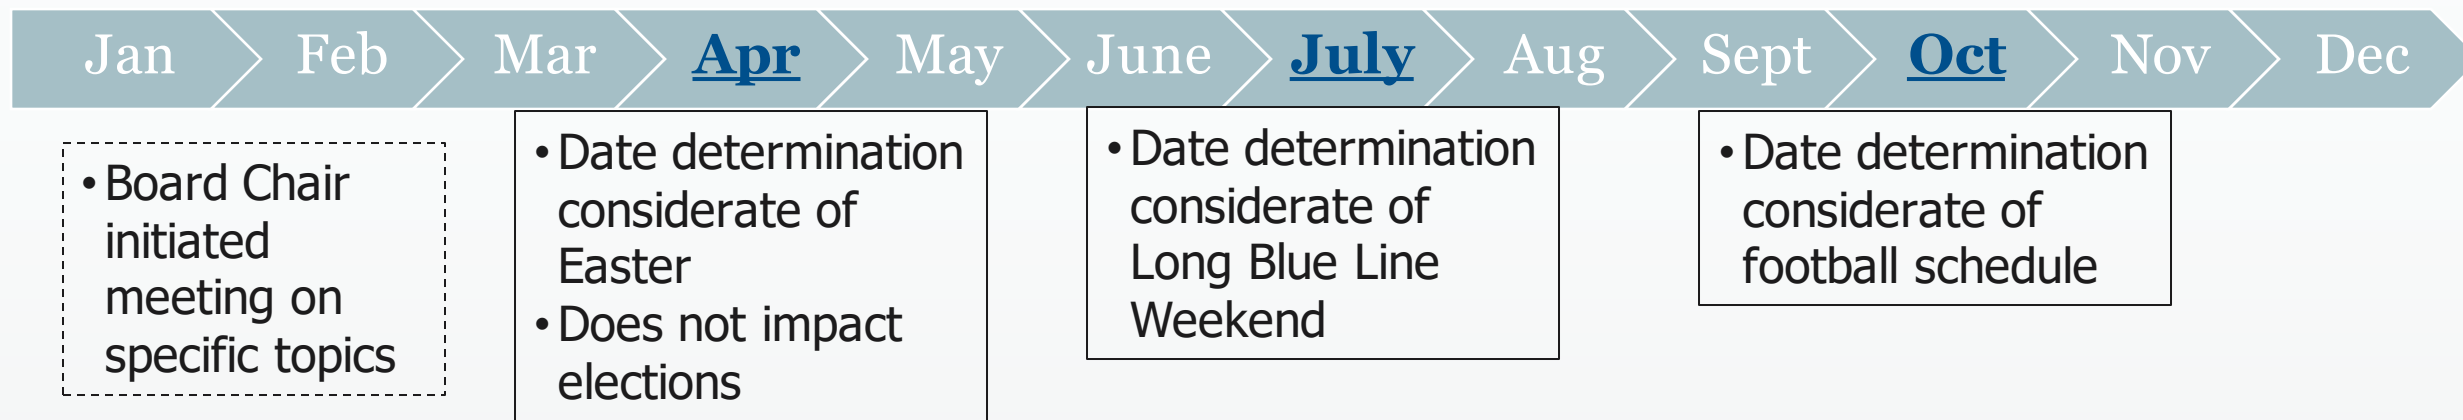 Jan Feb Mar Apr May June July Aug Sept Oct Nov Dec
• Board Chair
initiated
meeting on
specific topics
• Date determination
considerate of
Easter
• Does not impact
elections
• Date determination
considerate of
Long Blue Line
Weekend
• Date determination
considerate of
football schedule